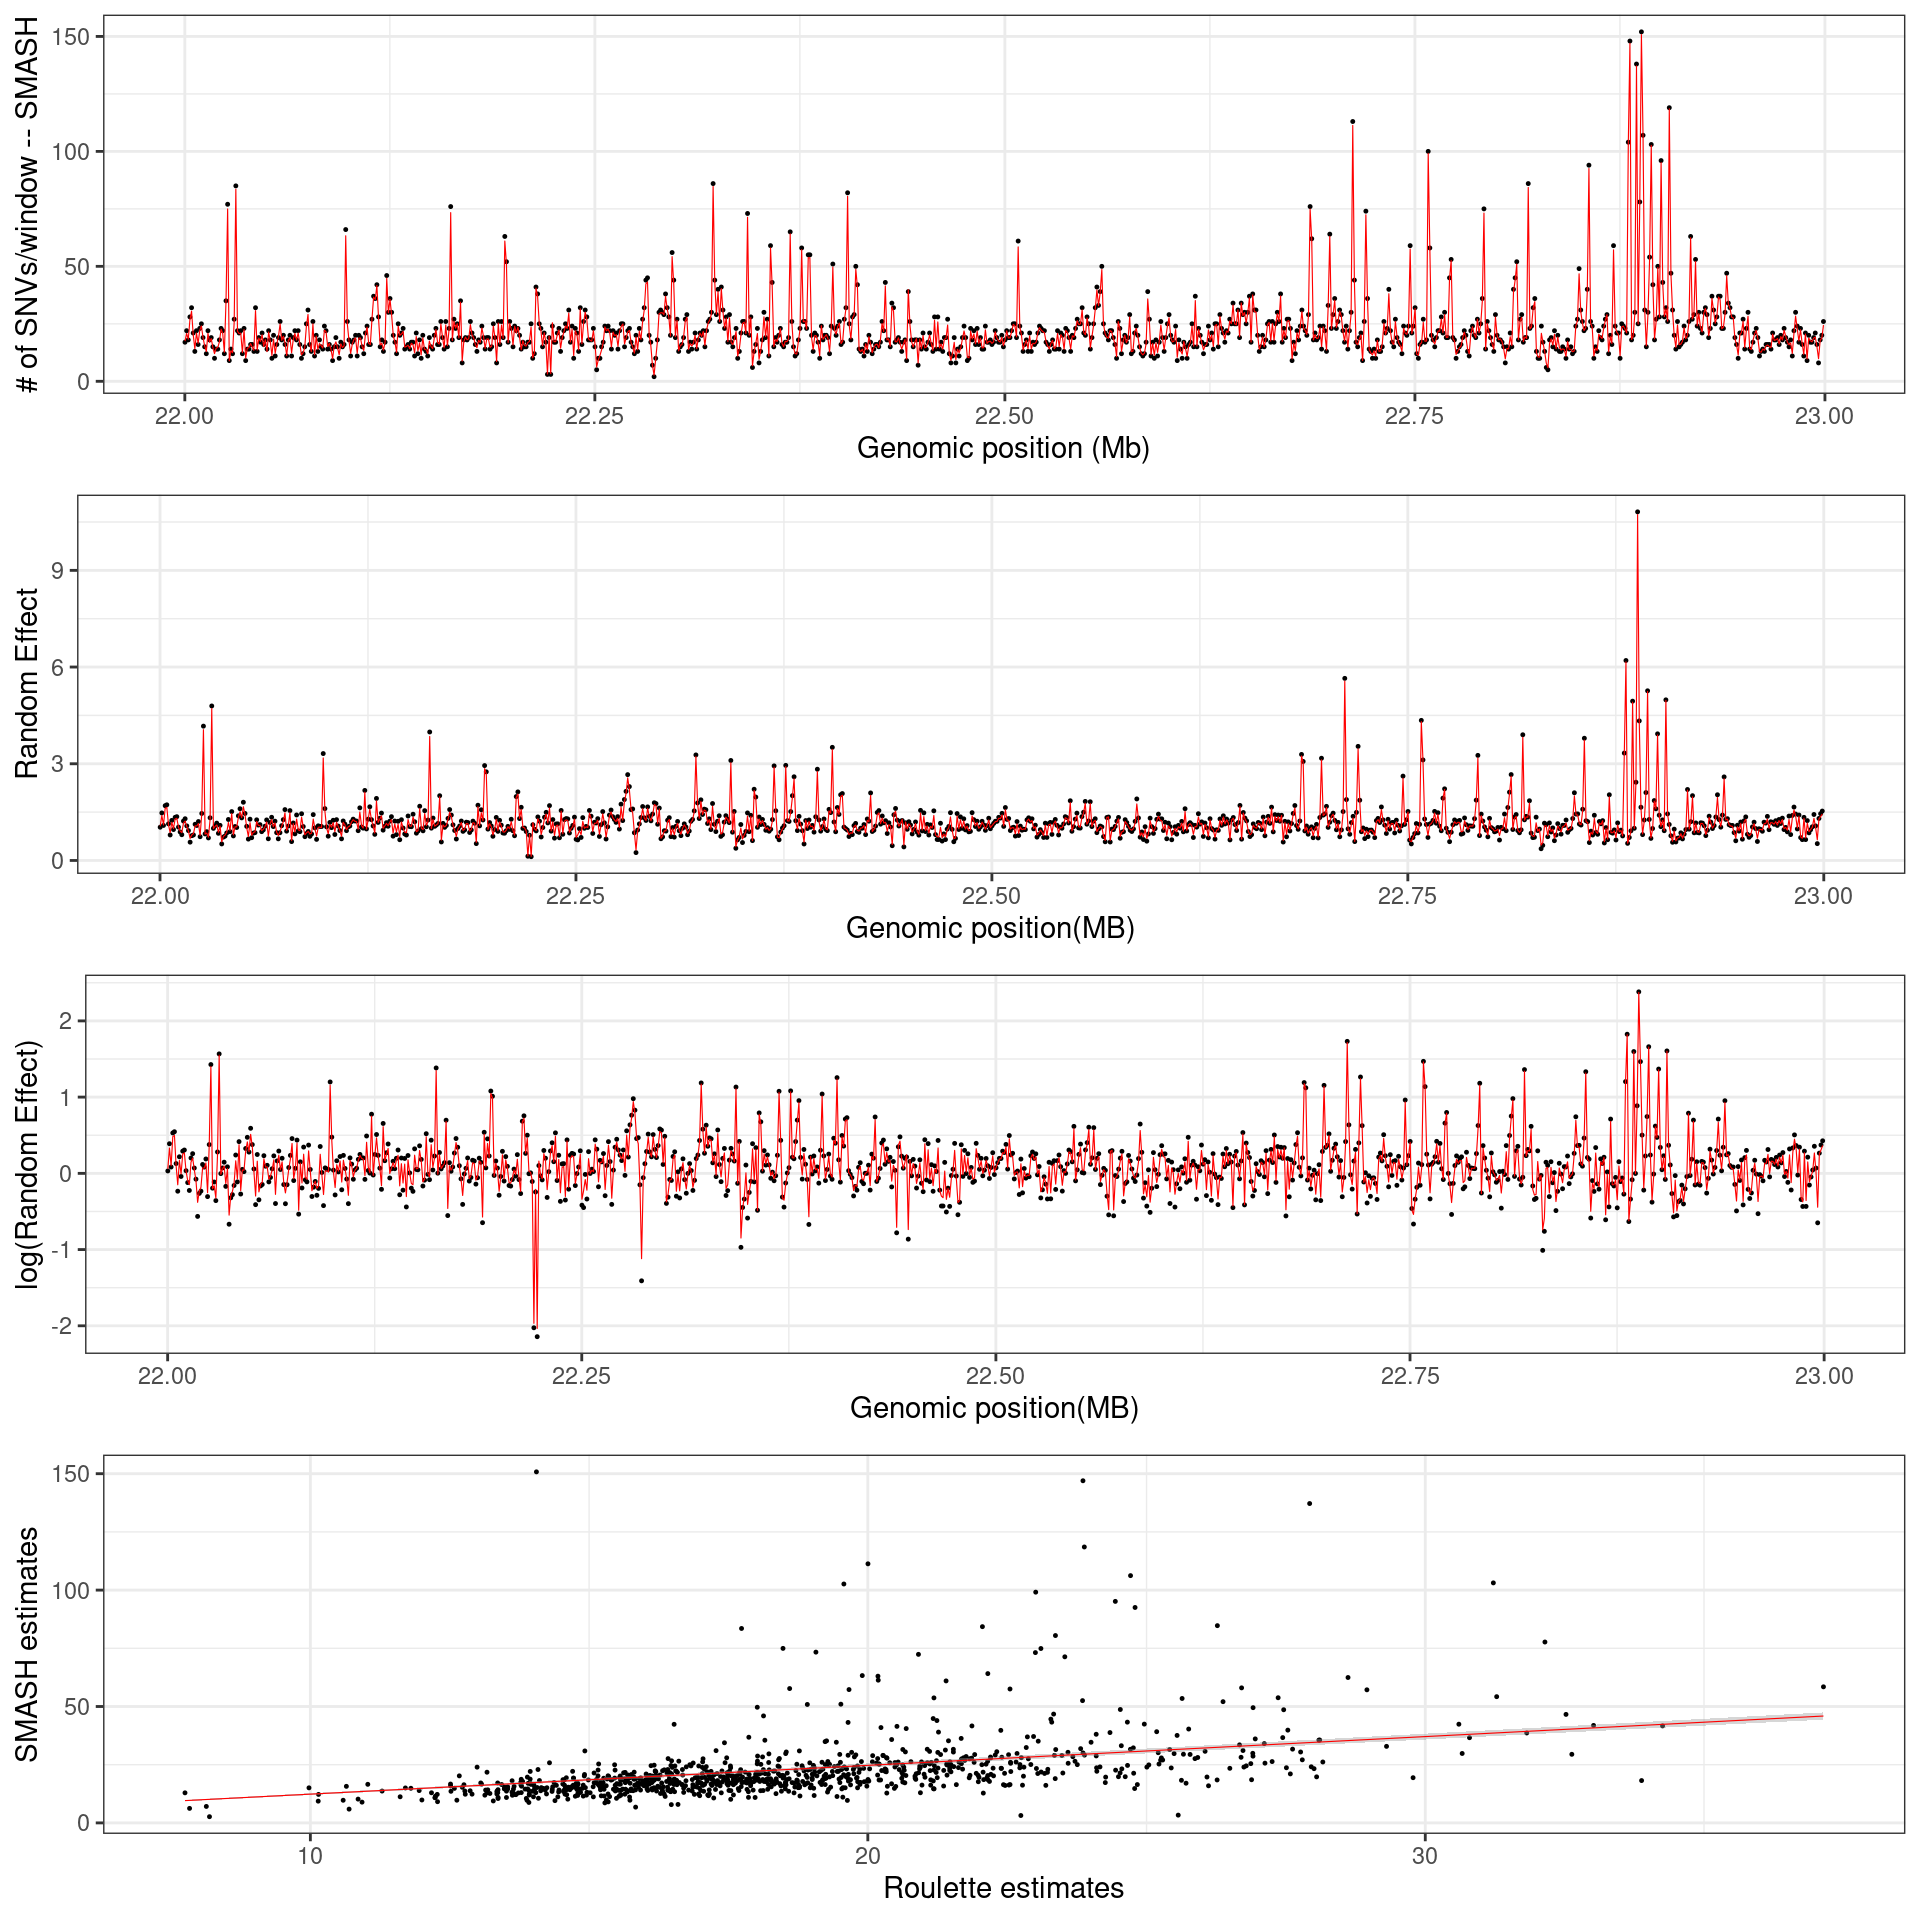 # of SNVs/window -- SMASH
150
100
50
0
22.00 22.25 22.50 22.75 23.00
Genomic position (Mb)
Random Effect
9
6
3
0
22.00 22.25 22.50 22.75 23.00
Genomic position(MB)
log(Random Effect)
2
1
0
-1
-2
22.00 22.25 22.50 22.75 23.00
Genomic position(MB)
SMASH estimates
150
100
50
0
10 20 30
Roulette estimates